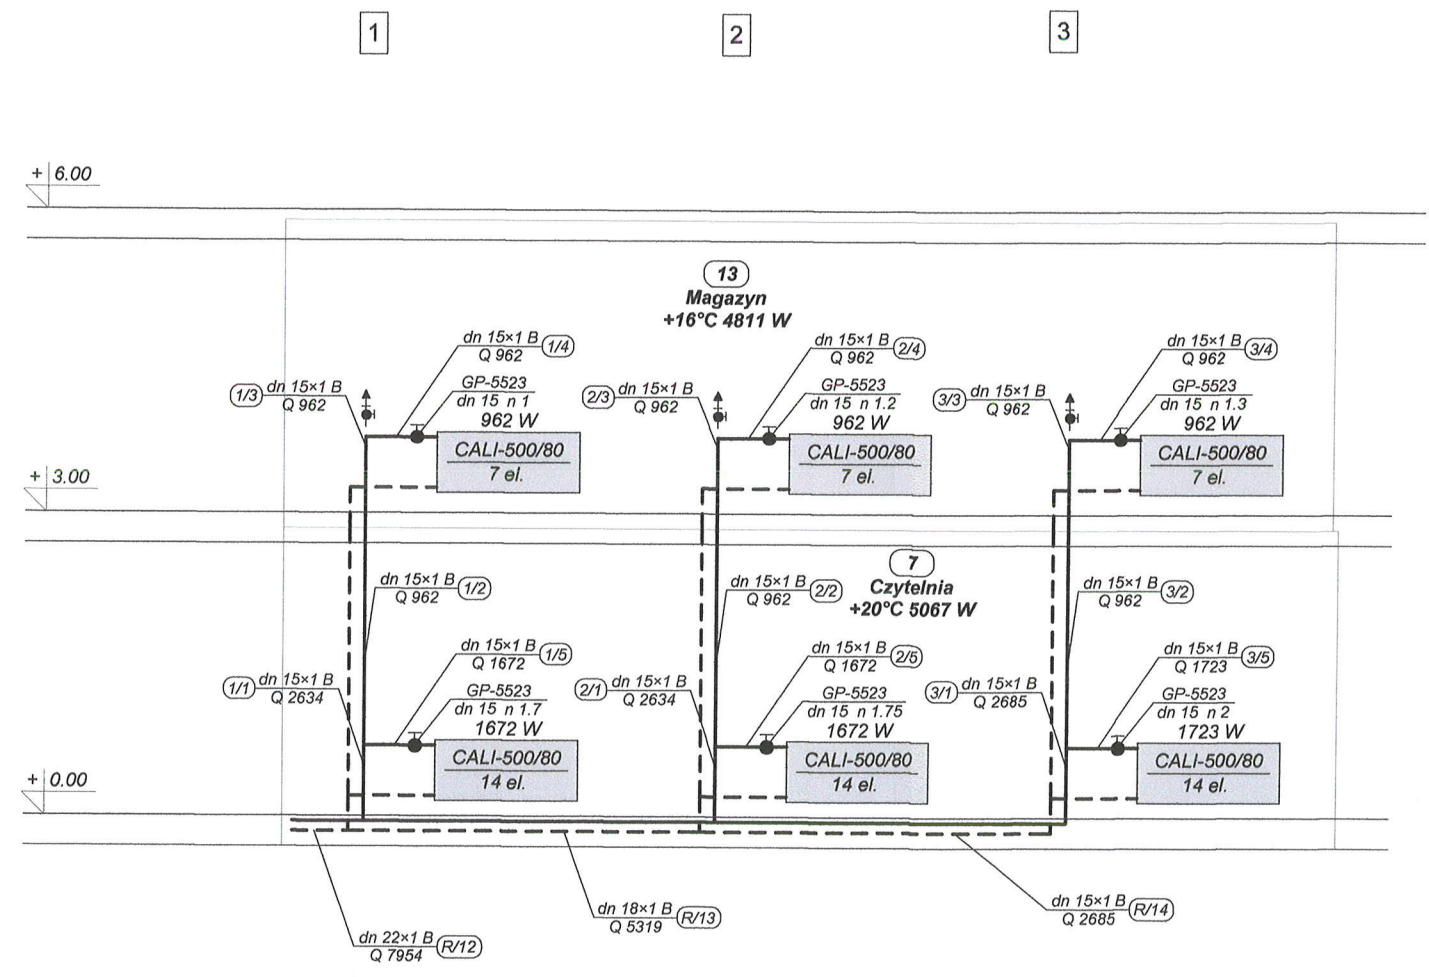 1
2
3
+ 6.00
13
Magazyn
+16°C 4811 W
dn 15×1 B
Q 962
1/4
1/3
dn 15×1 B
Q 962
GP-5523
dn 15 n 1
962 W
CALI-500/80
7 el.
dn 15×1 B
Q 962
2/4
2/3
dn 15×1 B
Q 962
GP-5523
dn 15 n 1.2
962 W
CALI-500/80
7 el.
dn 15×1 B
Q 962
3/4
3/3
dn 15×1 B
Q 962
GP-5523
dn 15 n 1.3
962 W
CALI-500/80
7 el.
+ 3.00
7
Czytelnia
+20°C 5067 W
dn 15×1 B
Q 962
1/2
dn 15×1 B
Q 1672
1/5
1/1
dn 15×1 B
Q 2634
GP-5523
dn 15 n 1.7
1672 W
CALI-500/80
14 el.
dn 15×1 B
Q 962
2/2
dn 15×1 B
Q 1672
2/5
2/1
dn 15×1 B
Q 2634
GP-5523
dn 15 n 1.75
1672 W
CALI-500/80
14 el.
dn 15×1 B
Q 962
3/2
dn 15×1 B
Q 1723
3/5
3/1
dn 15×1 B
Q 2685
GP-5523
dn 15 n 2
1723 W
CALI-500/80
14 el.
+ 0.00
dn 22×1 B
Q 7954
R/12
dn 18×1 B
Q 5319
R/13
dn 15×1 B
Q 2685
R/14